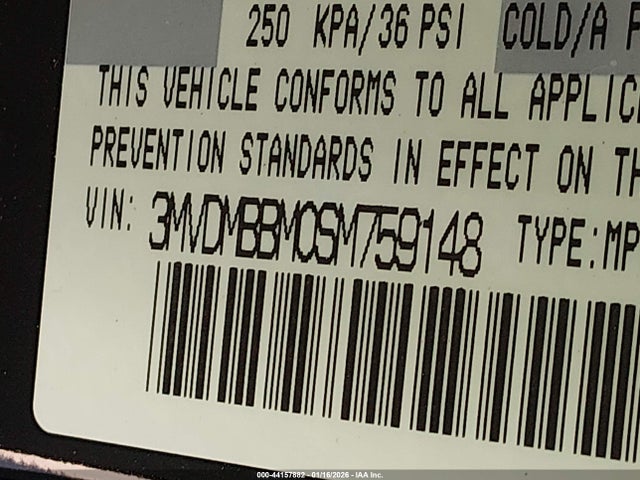 250 KPA/36 PSI COLD/A F
THIS VEHICLE CONFORMS TO ALL APPLIC
PREVENTION STANDARDS IN EFFECT ON TH
VIN: 3MVDMBBM0SM759148 TYPE:MP
000-44157882 - 01/16/2026 - IAA Inc.